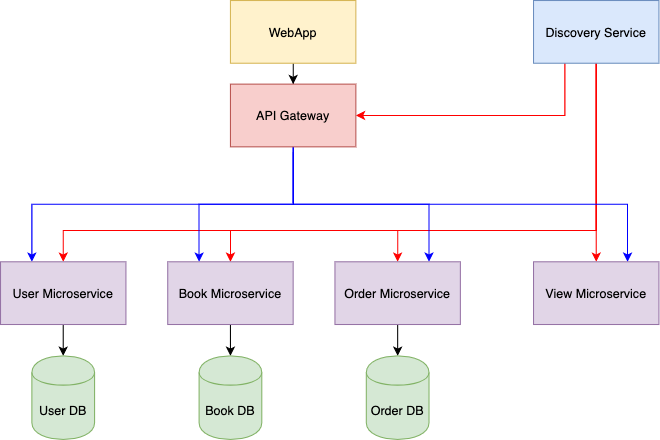 WebApp
Discovery Service
API Gateway
User Microservice
Book Microservice
Order Microservice
View Microservice
User DB
Book DB
Order DB